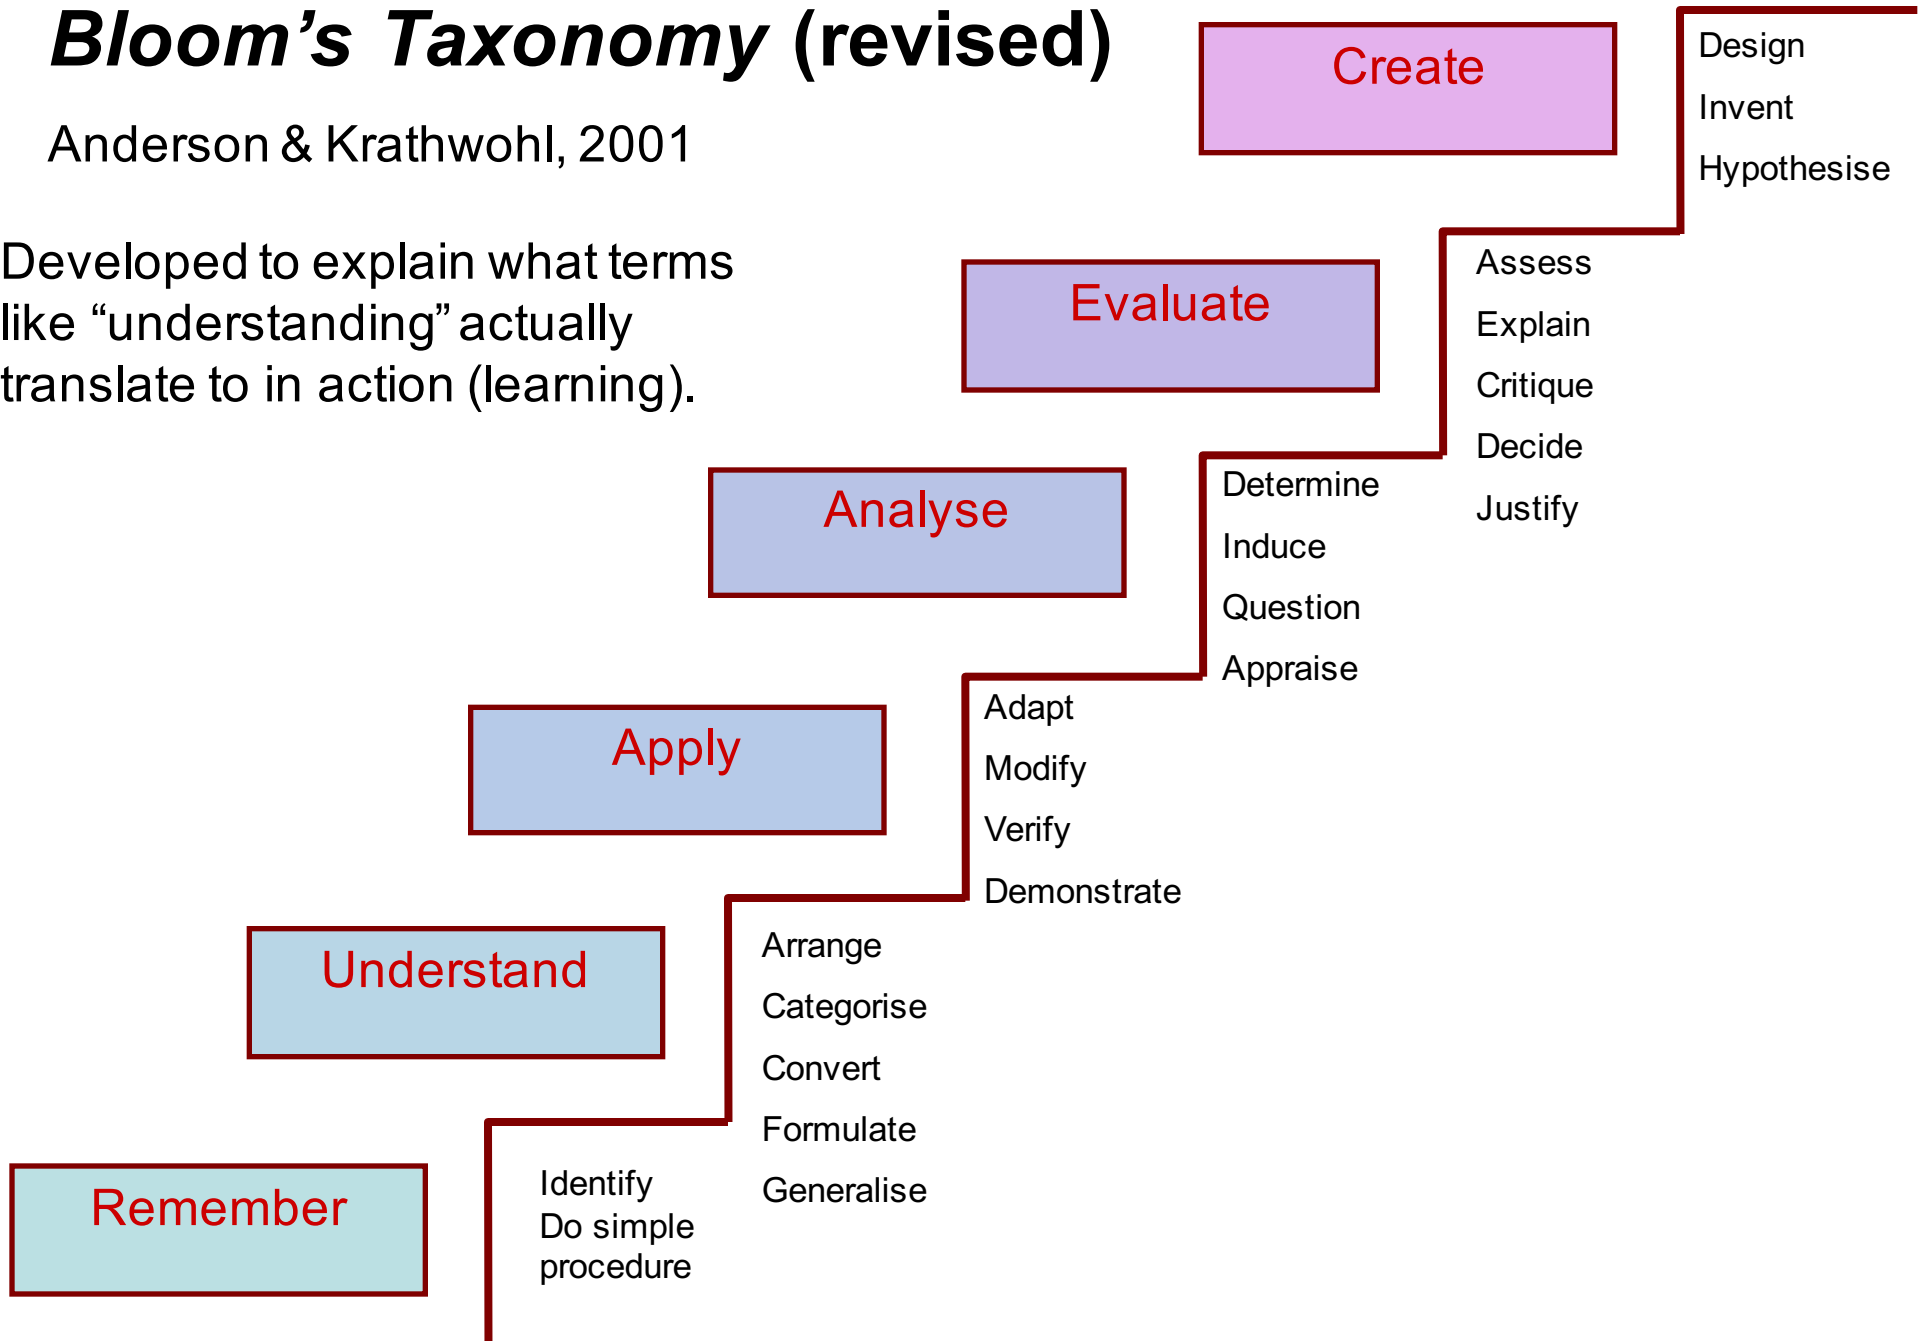 Bloom’s Taxonomy (revised)
Anderson & Krathwohl, 2001
Developed to explain what terms
like “understanding” actually
translate to in action (learning).
Create
Design
Invent
Hypothesise
Evaluate
Assess
Explain
Critique
Decide
Justify
Analyse
Determine
Induce
Question
Appraise
Apply
Adapt
Modify
Verify
Demonstrate
Understand
Arrange
Categorise
Convert
Formulate
Generalise
Remember
Identify
Do simple
procedure